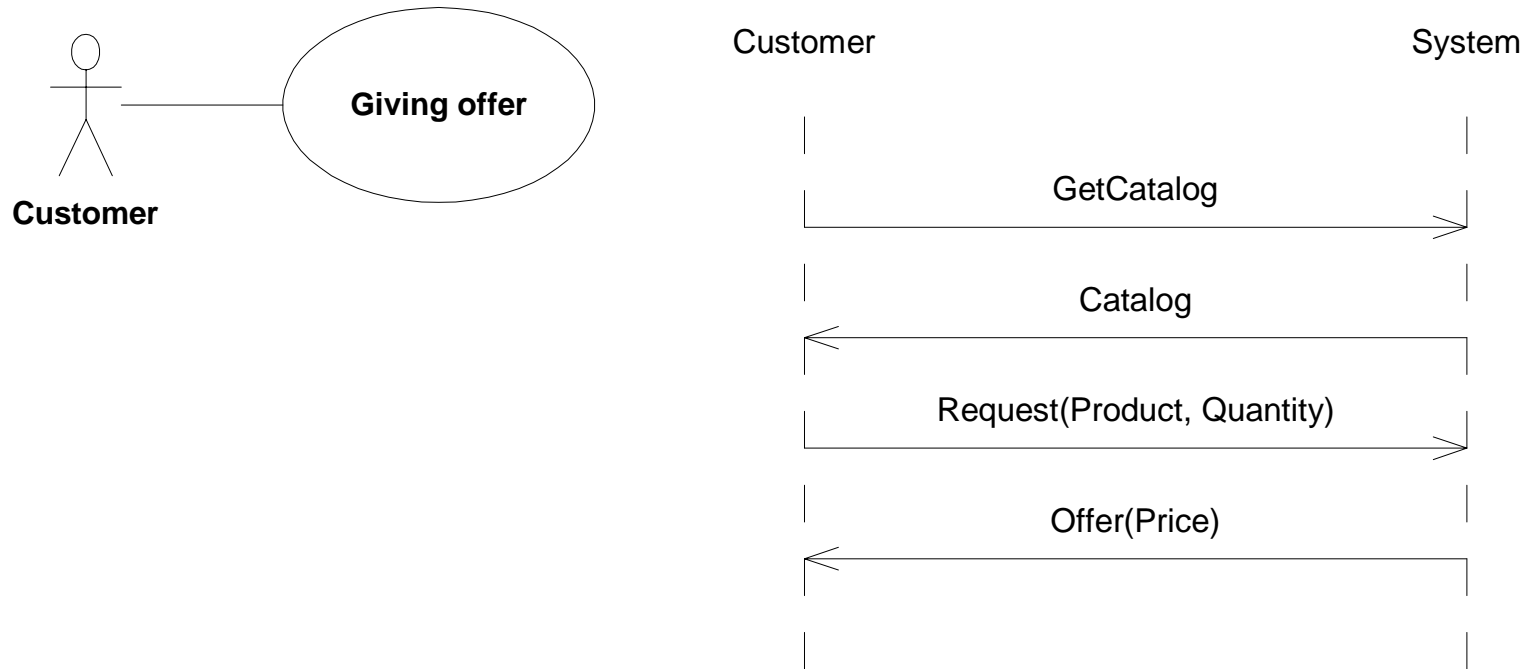 Giving offer
Customer
Customer
System
GetCatalog
Catalog
Request(Product, Quantity)
Offer(Price)